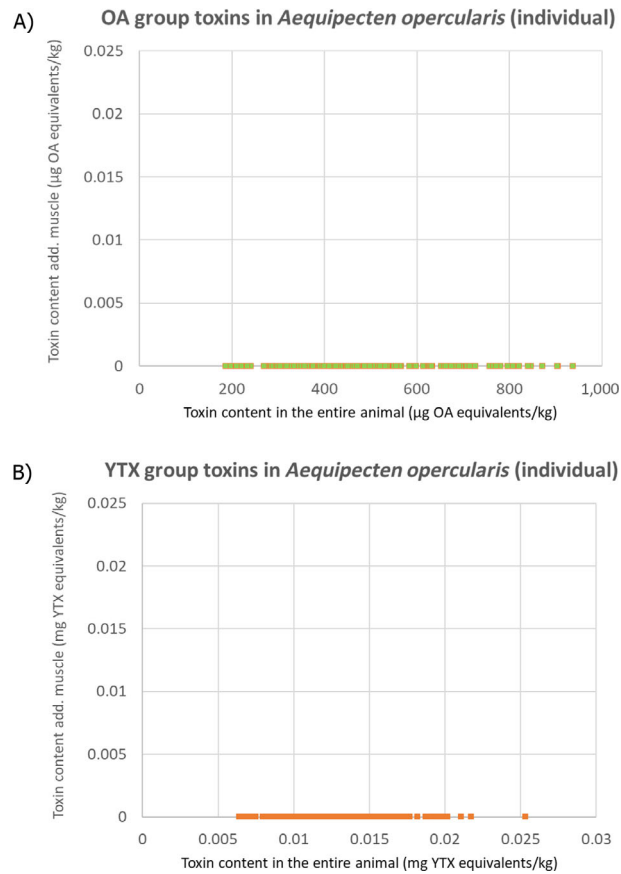 A)
OA group toxins in Aequipecten opercularis (individual)
Toxin content add. muscle (µg OA equivalents/kg)
0.025
0.02
0.015
0.01
0.005
0
0 200 400 600 800 1,000
Toxin content in the entire animal (µg OA equivalents/kg)
B)
YTX group toxins in Aequipecten opercularis (individual)
Toxin content add. muscle (mg YTX equivalents/kg)
0.025
0.02
0.015
0.01
0.005
0
0 0.005 0.01 0.015 0.02 0.025 0.03
Toxin content in the entire animal (mg YTX equivalents/kg)